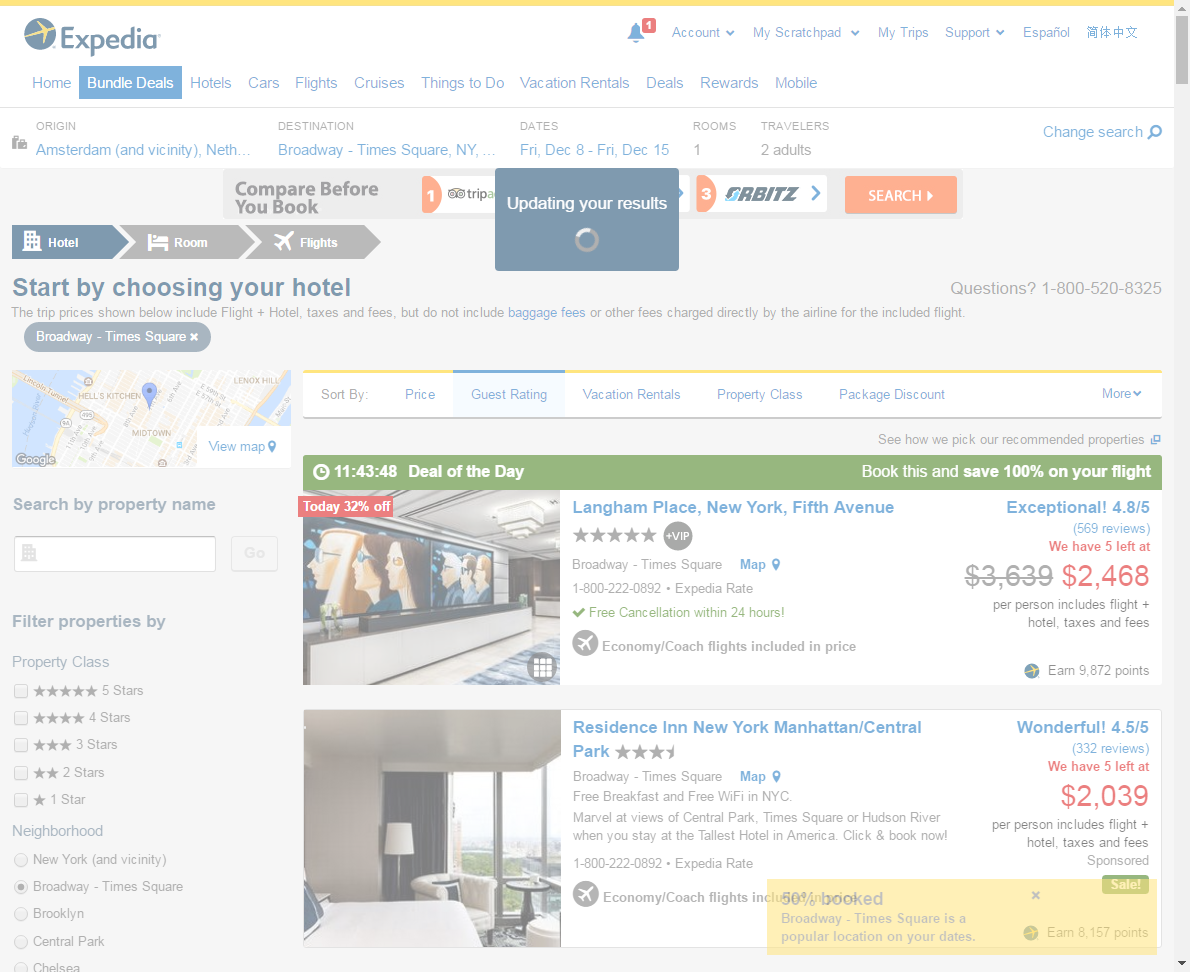 Expedia
1
Account
My Scratchpad
My Trips
Support
Español
简体中文
Home
Bundle Deals
Hotels
Cars
Flights
Cruises
Things to Do
Vacation Rentals
Deals
Rewards
Mobile
ORIGIN
Amsterdam (and vicinity), Neth...
DESTINATION
Broadway - Times Square, NY, ...
DATES
Fri, Dec 8 - Fri, Dec 15
ROOMS
1
TRAVELERS
2 adults
Change search
Compare Before
You Book
1
tripa
3
ORBITZ
SEARCH
Updating your results
Hotel
Room
Flights
Start by choosing your hotel
Questions? 1-800-520-8325
The trip prices shown below include Flight + Hotel, taxes and fees, but do not include baggage fees or other fees charged directly by the airline for the included flight.
Broadway - Times Square ×
Lincoln Tunnel
HELL'S KITCHEN
LENOX HILL
E 59th St
E 57th St
495
MIDTOWN
Google
View map
Sort By:
Price
Guest Rating
Vacation Rentals
Property Class
Package Discount
More
See how we pick our recommended properties
11:43:48 Deal of the Day
Book this and save 100% on your flight
Search by property name
Go
Filter properties by
Property Class
5 Stars
4 Stars
3 Stars
2 Stars
1 Star
Neighborhood
New York (and vicinity)
Broadway - Times Square
Brooklyn
Central Park
Chelsea
Today 32% off
Langham Place, New York, Fifth Avenue
+VIP
Broadway - Times Square
Map
1-800-222-0892 • Expedia Rate
Free Cancellation within 24 hours!
Economy/Coach flights included in price
Exceptional! 4.8/5
(569 reviews)
We have 5 left at
$3,639 $2,468
per person includes flight +
hotel, taxes and fees
Earn 9,872 points
Residence Inn New York Manhattan/Central
Park
Broadway - Times Square
Map
Free Breakfast and Free WiFi in NYC.
Marvel at views of Central Park, Times Square or Hudson River
when you stay at the Tallest Hotel in America. Click & book now!
1-800-222-0892 • Expedia Rate
Economy/Coach flights included in price
Wonderful! 4.5/5
(332 reviews)
We have 5 left at
$2,039
per person includes flight +
hotel, taxes and fees
Sponsored
Sale!
Earn 8,157 points
50% booked
×
Broadway - Times Square is a
popular location on your dates.